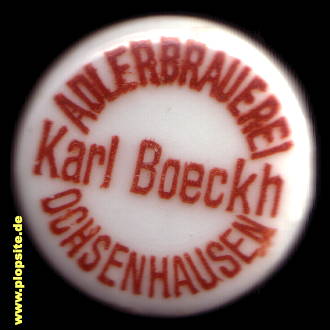 ADLERBRAUEREI
Karl Boeckh
OCHSENHAUSEN
www.plopsite.de